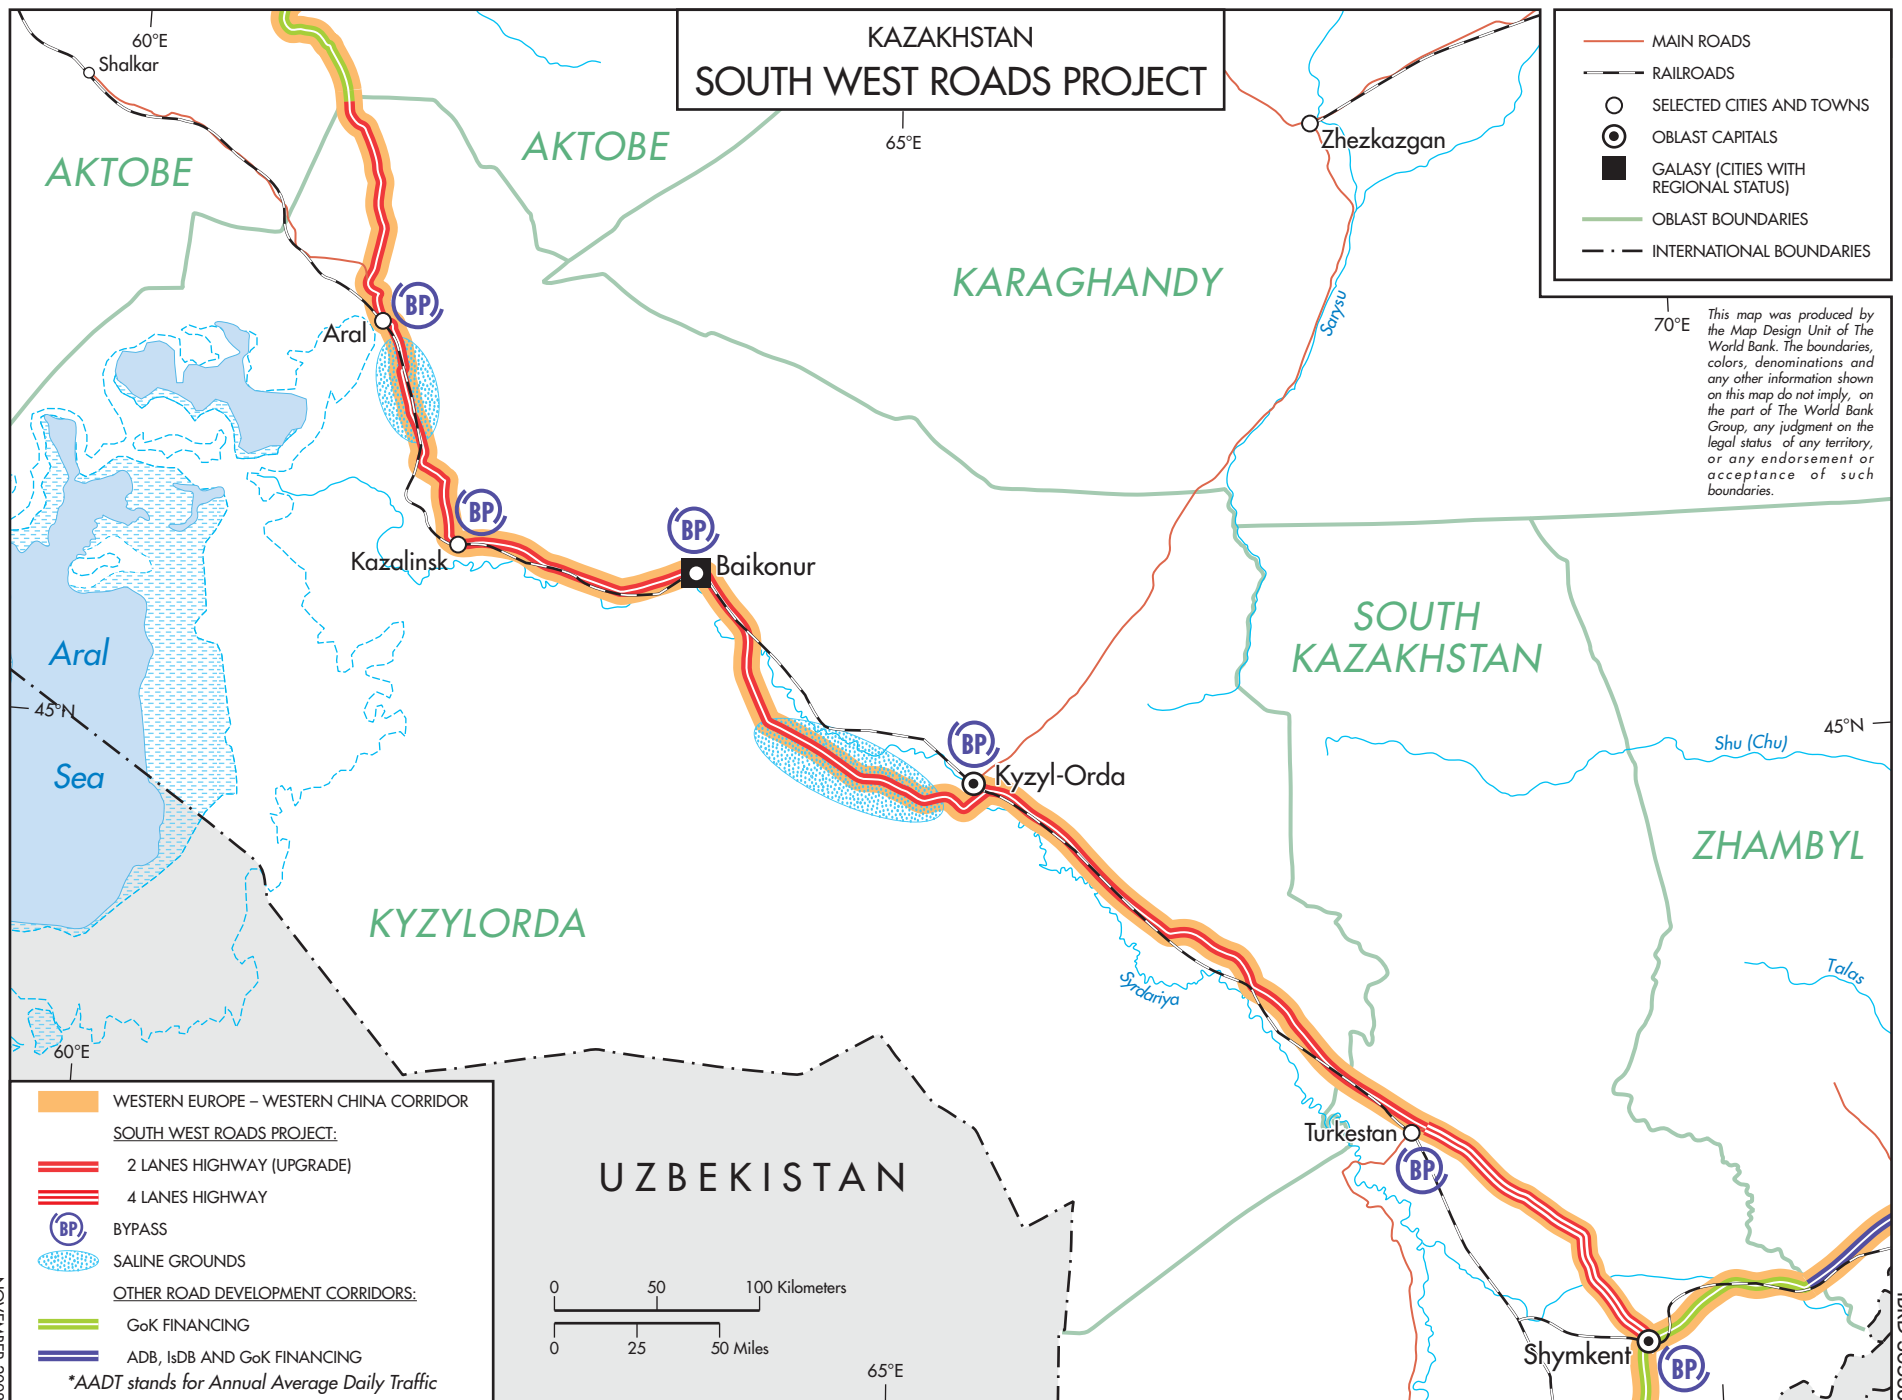 KAZAKHSTAN
SOUTH WEST ROADS PROJECT
MAIN ROADS
RAILROADS
SELECTED CITIES AND TOWNS
OBLAST CAPITALS
GALASY (CITIES WITH
REGIONAL STATUS)
OBLAST BOUNDARIES
INTERNATIONAL BOUNDARIES
This map was produced by
the Map Design Unit of The
World Bank. The boundaries,
colors, denominations and
any other information shown
on this map do not imply, on
the part of The World Bank
Group, any judgment on the
legal status of any territory,
or any endorsement or
acceptance of such
boundaries.
60°E
65°E
70°E
Shalkar
AKTOBE
AKTOBE
Zhezkazgan
KARAGHANDY
Sarysu
BP
Aral
BP
Kazalinsk
BP
Baikonur
SOUTH
KAZAKHSTAN
Aral
Sea
45°N
45°N
Shu (Chu)
BP
Kyzyl-Orda
ZHAMBYL
KYZYLORDA
Talas
Syrdariya
60°E
Turkestan
BP
UZBEKISTAN
Shymkent
BP
65°E
0 50 100 Kilometers
0 25 50 Miles
WESTERN EUROPE – WESTERN CHINA CORRIDOR
SOUTH WEST ROADS PROJECT:
2 LANES HIGHWAY (UPGRADE)
4 LANES HIGHWAY
BP BYPASS
SALINE GROUNDS
OTHER ROAD DEVELOPMENT CORRIDORS:
GoK FINANCING
ADB, IsDB AND GoK FINANCING
*AADT stands for Annual Average Daily Traffic